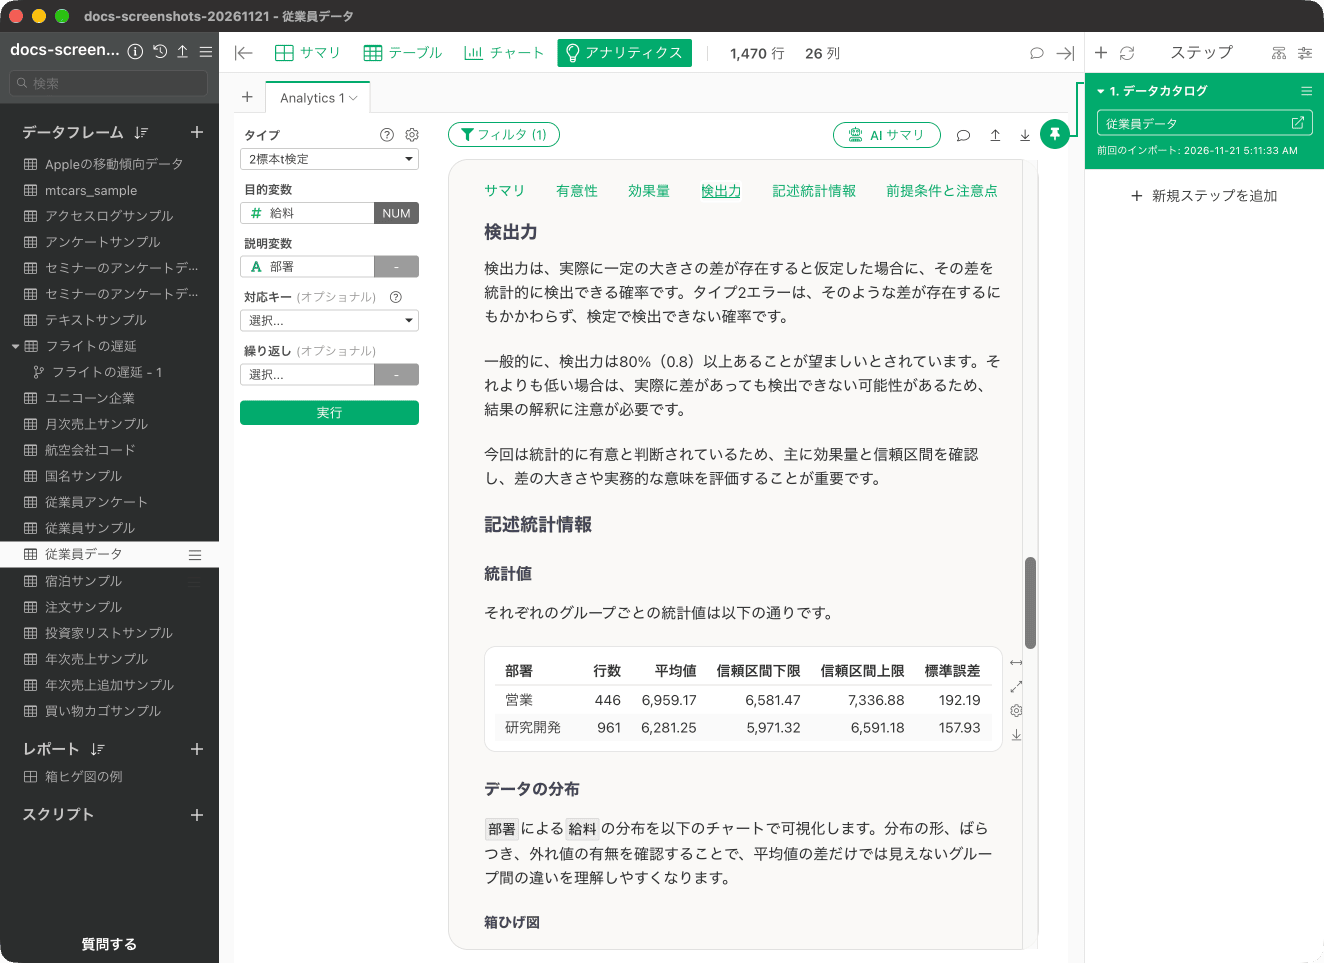 docs-screenshots-20261121 - 従業員データ
docs-screen...
検索
データフレーム
Appleの移動傾向データ
mtcars_sample
アクセスログサンプル
アンケートサンプル
セミナーのアンケートデ...
セミナーのアンケートデ...
テキストサンプル
フライトの遅延
フライトの遅延 - 1
ユニコーン企業
月次売上サンプル
航空会社コード
国名サンプル
従業員アンケート
従業員サンプル
従業員データ
宿泊サンプル
注文サンプル
投資家リストサンプル
年次売上サンプル
年次売上追加サンプル
買い物カゴサンプル
レポート
箱ヒゲ図の例
スクリプト
質問する
サマリ テーブル チャート アナリティクス 1,470 行 26 列
Analytics 1
タイプ
2標本t検定
目的変数
# 給料 NUM
説明変数
A 部署 -
対応キー (オプショナル)
選択...
繰り返し (オプショナル)
選択... -
実行
フィルタ (1) AI サマリ
サマリ 有意性 効果量 検出力 記述統計情報 前提条件と注意点
検出力
検出力は、実際に一定の大きさの差が存在すると仮定した場合に、その差を
統計的に検出できる確率です。タイプ2エラーは、そのような差が存在するに
もかかわらず、検定で検出できない確率です。
一般的に、検出力は80%（0.8）以上あることが望ましいとされています。そ
れよりも低い場合は、実際に差があっても検出できない可能性があるため、
結果の解釈に注意が必要です。
今回は統計的に有意と判断されているため、主に効果量と信頼区間を確認
し、差の大きさや実務的な意味を評価することが重要です。
記述統計情報
統計値
それぞれのグループごとの統計値は以下の通りです。
部署 行数 平均値 信頼区間下限 信頼区間上限 標準誤差
営業 446 6,959.17 6,581.47 7,336.88 192.19
研究開発 961 6,281.25 5,971.32 6,591.18 157.93
データの分布
部署 による 給料 の分布を以下のチャートで可視化します。分布の形、ばら
つき、外れ値の有無を確認することで、平均値の差だけでは見えないグルー
プ間の違いを理解しやすくなります。
箱ひげ図
ステップ
1. データカタログ
従業員データ
前回のインポート: 2026-11-21 5:11:33 AM
新規ステップを追加